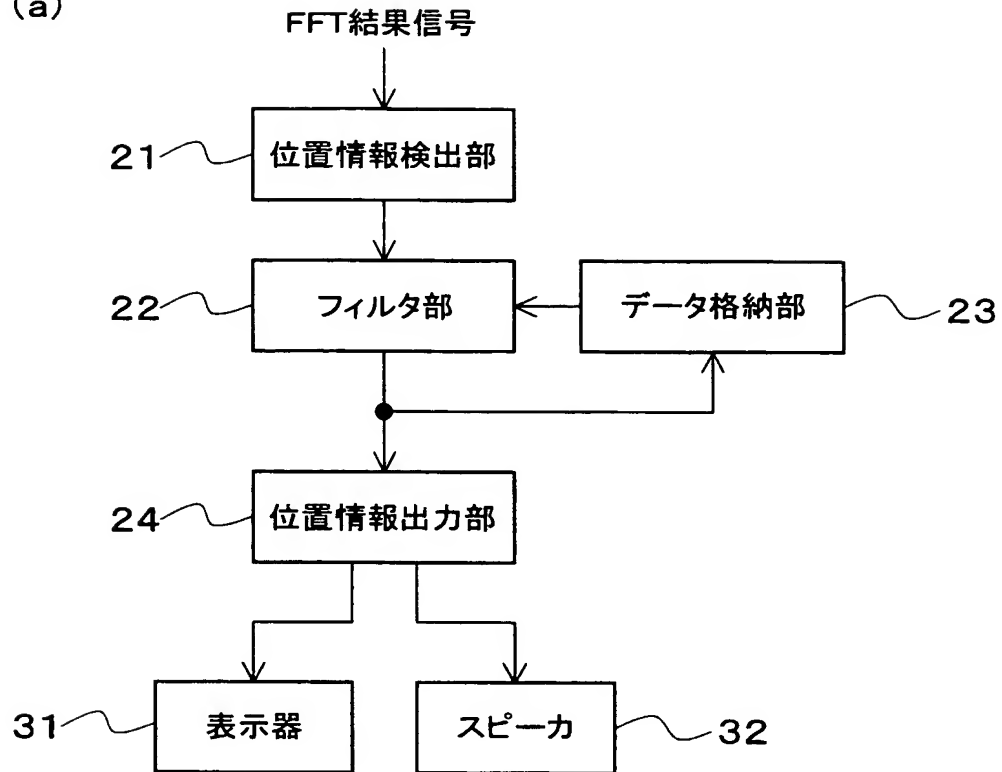 (a)
FFT結果信号
21
位置情報検出部
22
フィルタ部
データ格納部
23
24
位置情報出力部
31
表示器
スピーカ
32